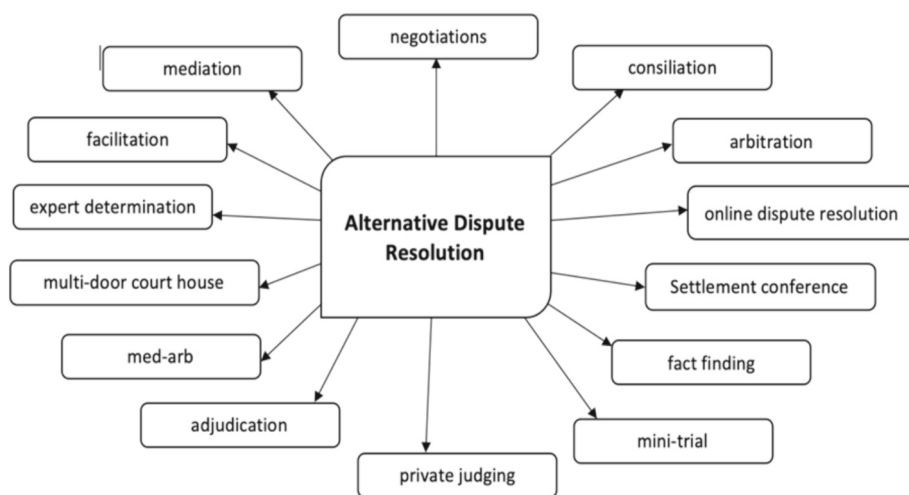 negotiations
mediation
consiliation
facilitation
arbitration
expert determination
online dispute resolution
Alternative Dispute
Resolution
multi-door court house
Settlement conference
med-arb
fact finding
adjudication
mini-trial
private judging